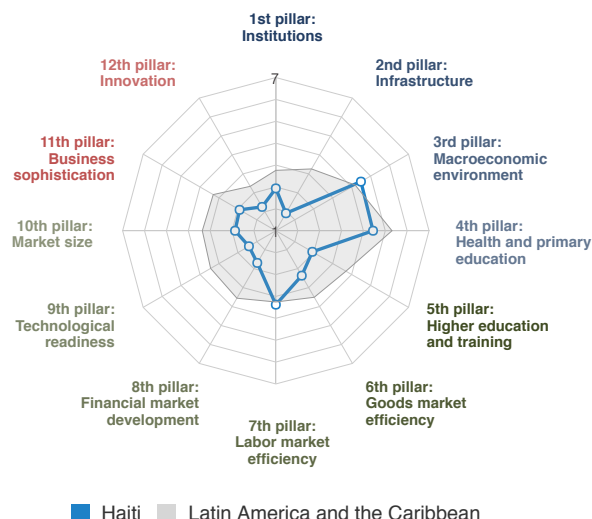 1st pillar:
Institutions
2nd pillar:
Infrastructure
3rd pillar:
Macroeconomic
environment
4th pillar:
Health and primary
education
5th pillar:
Higher education
and training
6th pillar:
Goods market
efficiency
7th pillar:
Labor market
efficiency
8th pillar:
Financial market
development
9th pillar:
Technological
readiness
10th pillar:
Market size
11th pillar:
Business
sophistication
12th pillar:
Innovation
7
1
Haiti Latin America and the Caribbean